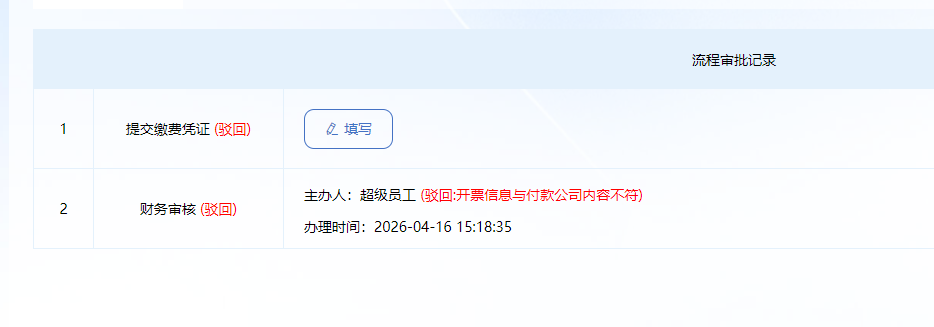 流程审批记录
1
提交缴费凭证 (驳回)
填写
2
财务审核 (驳回)
主办人：超级员工 (驳回:开票信息与付款公司内容不符)
办理时间：2026-04-16 15:18:35